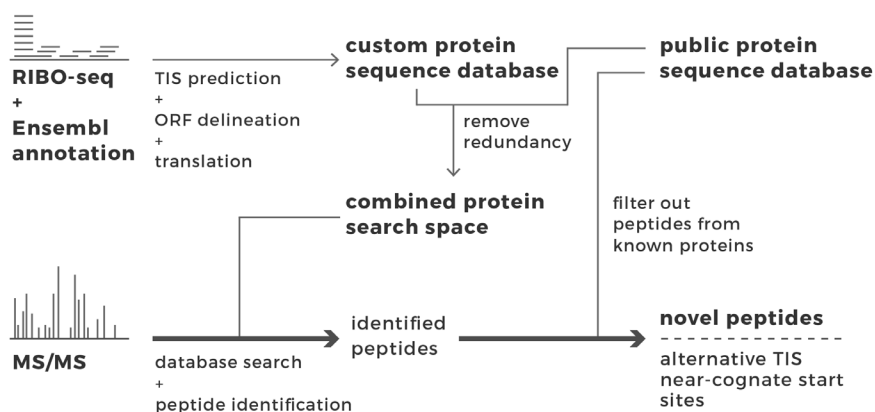 RIBO-seq
+
Ensembl
annotation
TIS prediction
+
ORF delineation
+
translation
custom protein
sequence database
public protein
sequence database
remove
redundancy
combined protein
search space
filter out
peptides from
known proteins
MS/MS
database search
+
peptide identification
identified
peptides
novel peptides
alternative TIS
near-cognate start
sites